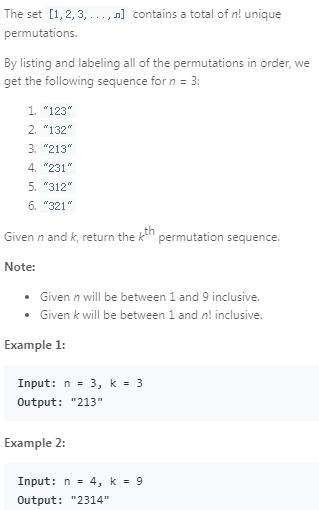 The set [1,2,3,...,n] contains a total of n! unique
permutations.
By listing and labeling all of the permutations in order, we
get the following sequence for n = 3:
1. "123"
2. "132"
3. "213"
4. "231"
5. "312"
6. "321"
Given n and k, return the kth permutation sequence.
Note:
• Given n will be between 1 and 9 inclusive.
• Given k will be between 1 and n! inclusive.
Example 1:
Input: n = 3, k = 3
Output: "213"
Example 2:
Input: n = 4, k = 9
Output: "2314"